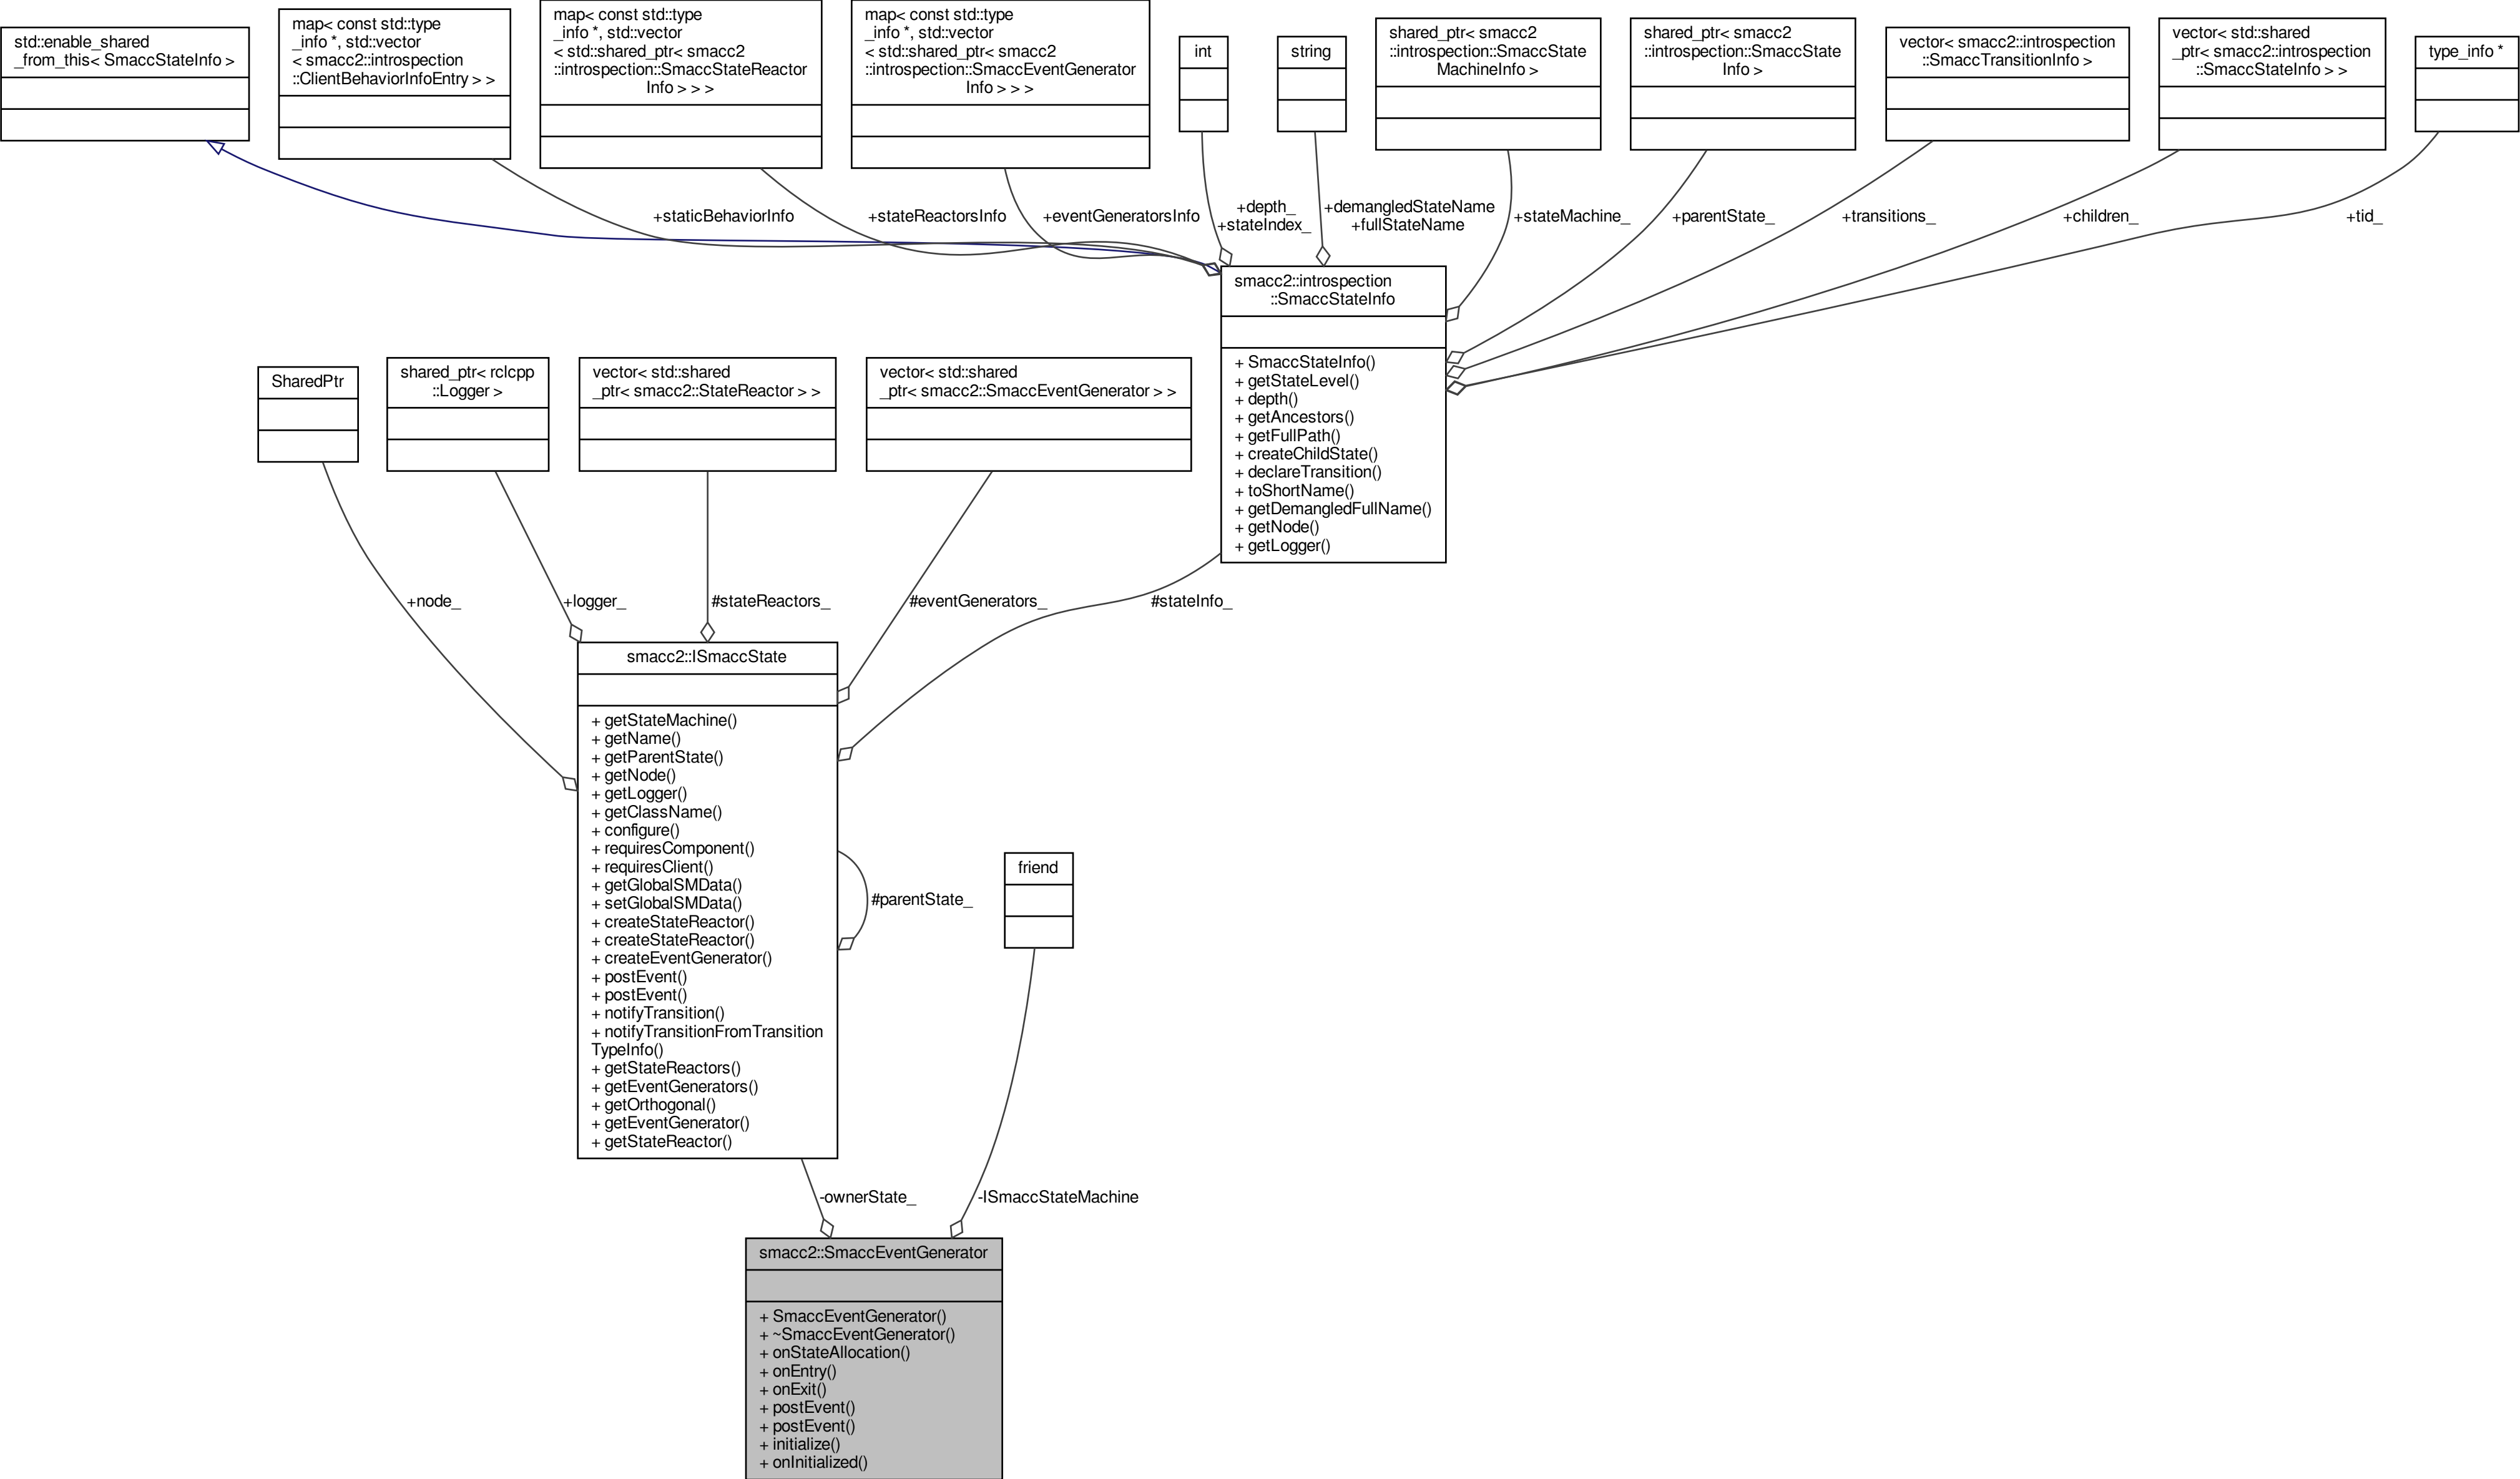 std::enable_shared
_from_this< SmaccStateInfo >
map< const std::type
_info *, std::vector
< smacc2::introspection
::ClientBehaviorInfoEntry > >
map< const std::type
_info *, std::vector
< std::shared_ptr< smacc2
::introspection::SmaccStateReactor
Info > > >
map< const std::type
_info *, std::vector
< std::shared_ptr< smacc2
::introspection::SmaccEventGenerator
Info > > >
int
string
shared_ptr< smacc2
::introspection::SmaccState
MachineInfo >
shared_ptr< smacc2
::introspection::SmaccState
Info >
vector< smacc2::introspection
::SmaccTransitionInfo >
vector< std::shared
_ptr< smacc2::introspection
::SmaccStateInfo > >
type_info *
+staticBehaviorInfo
+stateReactorsInfo
+eventGeneratorsInfo
+depth_
+stateIndex_
+demangledStateName
+fullStateName
+stateMachine_
+parentState_
+transitions_
+children_
+tid_
smacc2::introspection
::SmaccStateInfo
+ SmaccStateInfo()
+ getStateLevel()
+ depth()
+ getAncestors()
+ getFullPath()
+ createChildState()
+ declareTransition()
+ toShortName()
+ getDemangledFullName()
+ getNode()
+ getLogger()
SharedPtr
shared_ptr< rclcpp
::Logger >
vector< std::shared
_ptr< smacc2::StateReactor > >
vector< std::shared
_ptr< smacc2::SmaccEventGenerator > >
+node_
+logger_
#stateReactors_
#eventGenerators_
#stateInfo_
smacc2::ISmaccState
+ getStateMachine()
+ getName()
+ getParentState()
+ getNode()
+ getLogger()
+ getClassName()
+ configure()
+ requiresComponent()
+ requiresClient()
+ getGlobalSMData()
+ setGlobalSMData()
+ createStateReactor()
+ createStateReactor()
+ createEventGenerator()
+ postEvent()
+ postEvent()
+ notifyTransition()
+ notifyTransitionFromTransition
TypeInfo()
+ getStateReactors()
+ getEventGenerators()
+ getOrthogonal()
+ getEventGenerator()
+ getStateReactor()
#parentState_
friend
-ownerState_
-ISmaccStateMachine
smacc2::SmaccEventGenerator
+ SmaccEventGenerator()
+ ~SmaccEventGenerator()
+ onStateAllocation()
+ onEntry()
+ onExit()
+ postEvent()
+ postEvent()
+ initialize()
+ onInitialized()